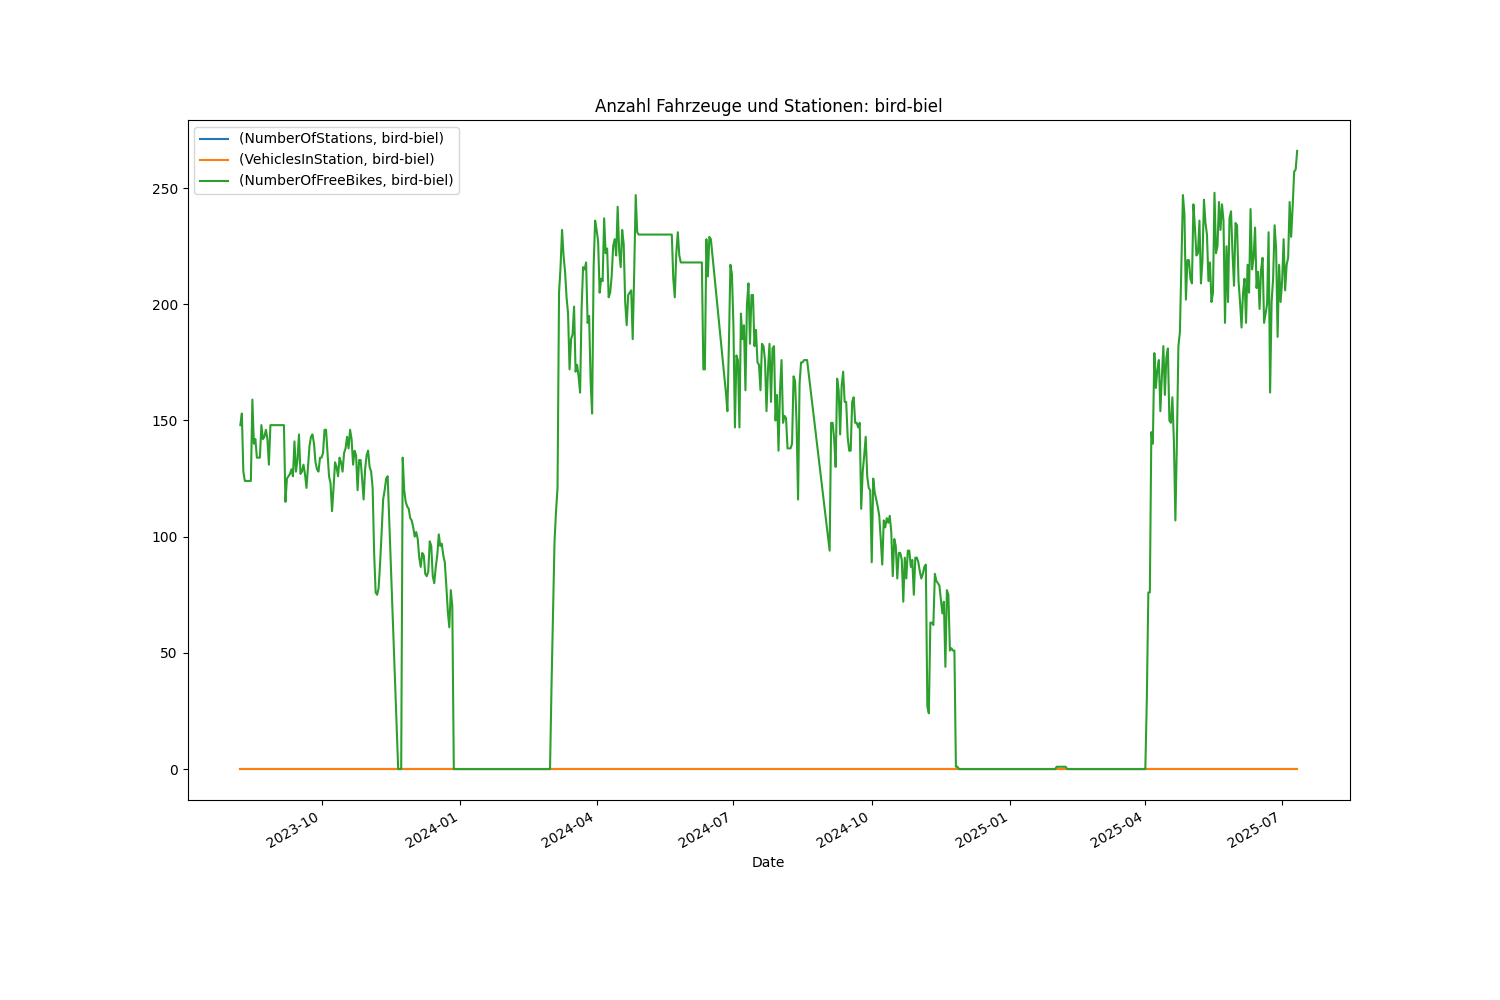 Anzahl Fahrzeuge und Stationen: bird-biel
(NumberOfStations, bird-biel)
(VehiclesInStation, bird-biel)
(NumberOfFreeBikes, bird-biel)
250
200
150
100
50
0
2023-10
2024-01
2024-04
2024-07
2024-10
2025-01
2025-04
2025-07
Date